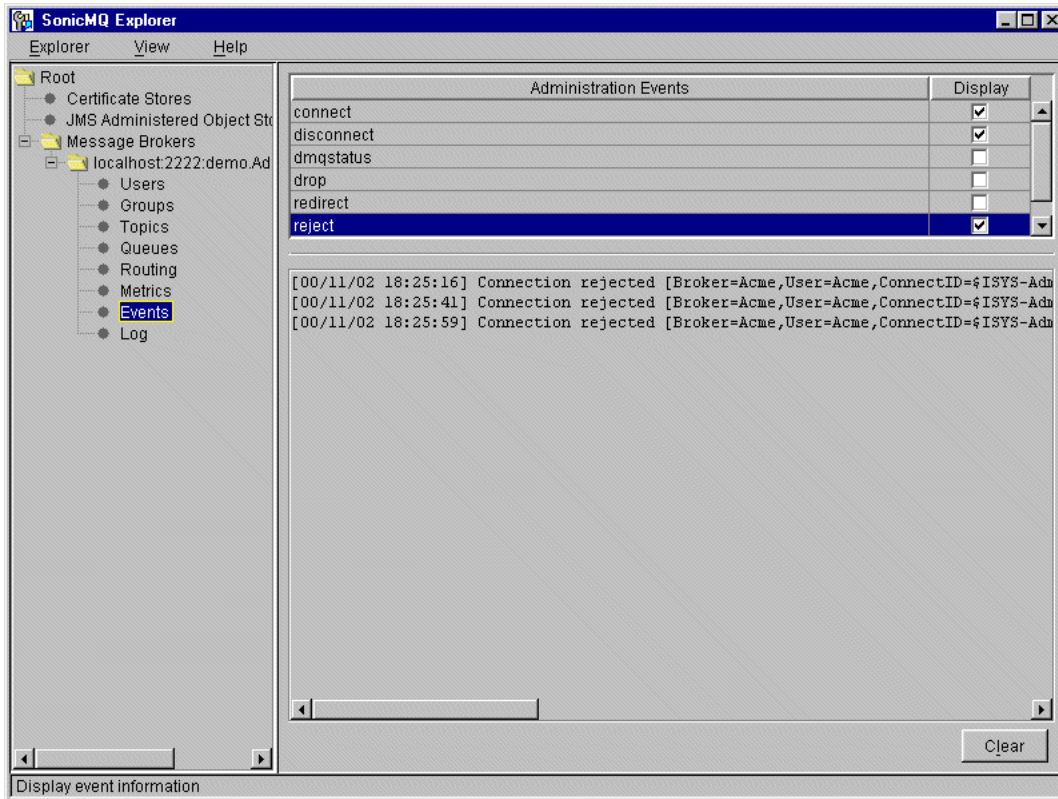 SonicMQ Explorer
Explorer View Help
Root
Certificate Stores
JMS Administered Object Sto
Message Brokers
localhost:2222:demo.Ad
Users
Groups
Topics
Queues
Routing
Metrics
Events
Log
Administration Events Display
connect
disconnect
dmqstatus
drop
redirect
reject
[00/11/02 18:25:16] Connection rejected [Broker=Acme,User=Acme,ConnectID=$ISYS-Adm
[00/11/02 18:25:41] Connection rejected [Broker=Acme,User=Acme,ConnectID=$ISYS-Adm
[00/11/02 18:25:59] Connection rejected [Broker=Acme,User=Acme,ConnectID=$ISYS-Adm
Clear
Display event information